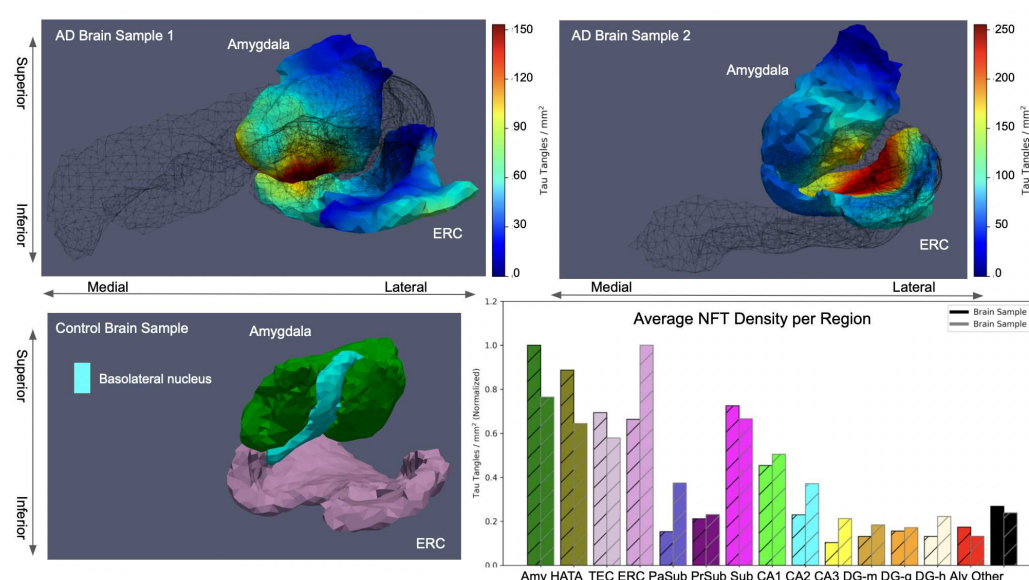 AD Brain Sample 1
Amygdala
ERC
Superior
Inferior
150
120
90
60
30
0
Tau Tangles / mm²
AD Brain Sample 2
Amygdala
ERC
250
200
150
100
50
0
Tau Tangles / mm²
Medial
Lateral
Medial
Lateral
Control Brain Sample
Amygdala
Basolateral nucleus
ERC
Superior
Inferior
Average NFT Density per Region
Brain Sample
Brain Sample
Tau Tangles / mm² (Normalized)
1.2
1.0
0.8
0.6
0.4
0.2
0.0
Amy HATA TEC ERC PaSub PrSub Sub CA1 CA2 CA3 DG-m DG-g DG-h Alv Other